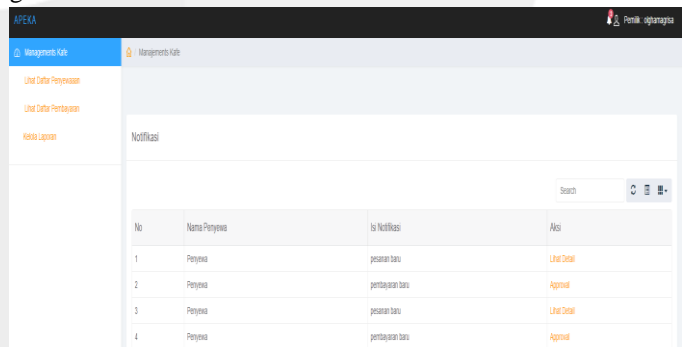 APEKA
Pemilik : olghamagrisa
Managements Kafe
Manajements Kafe
Lihat Daftar Penyewaan
Lihat Daftar Pembayaran
Kelola Laporan
Notifikasi
Search
No Nama Penyewa Isi Notifikasi Aksi
1 Penyewa pesanan baru Lihat Detail
2 Penyewa pembayaran baru Approval
3 Penyewa pesanan baru Lihat Detail
4 Penyewa pembayaran baru Approval